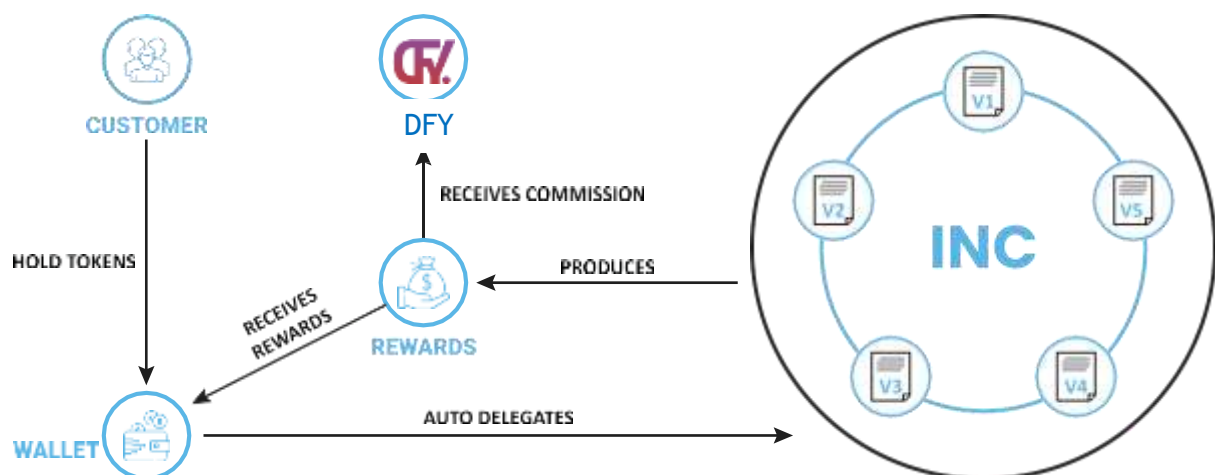 CUSTOMER
DFY.
DFY
V1
V2
V5
RECEIVES COMMISSION
INC
HOLD TOKENS
PRODUCES
$
RECEIVES
REWARDS
REWARDS
V3
V4
AUTO DELEGATES
WALLET